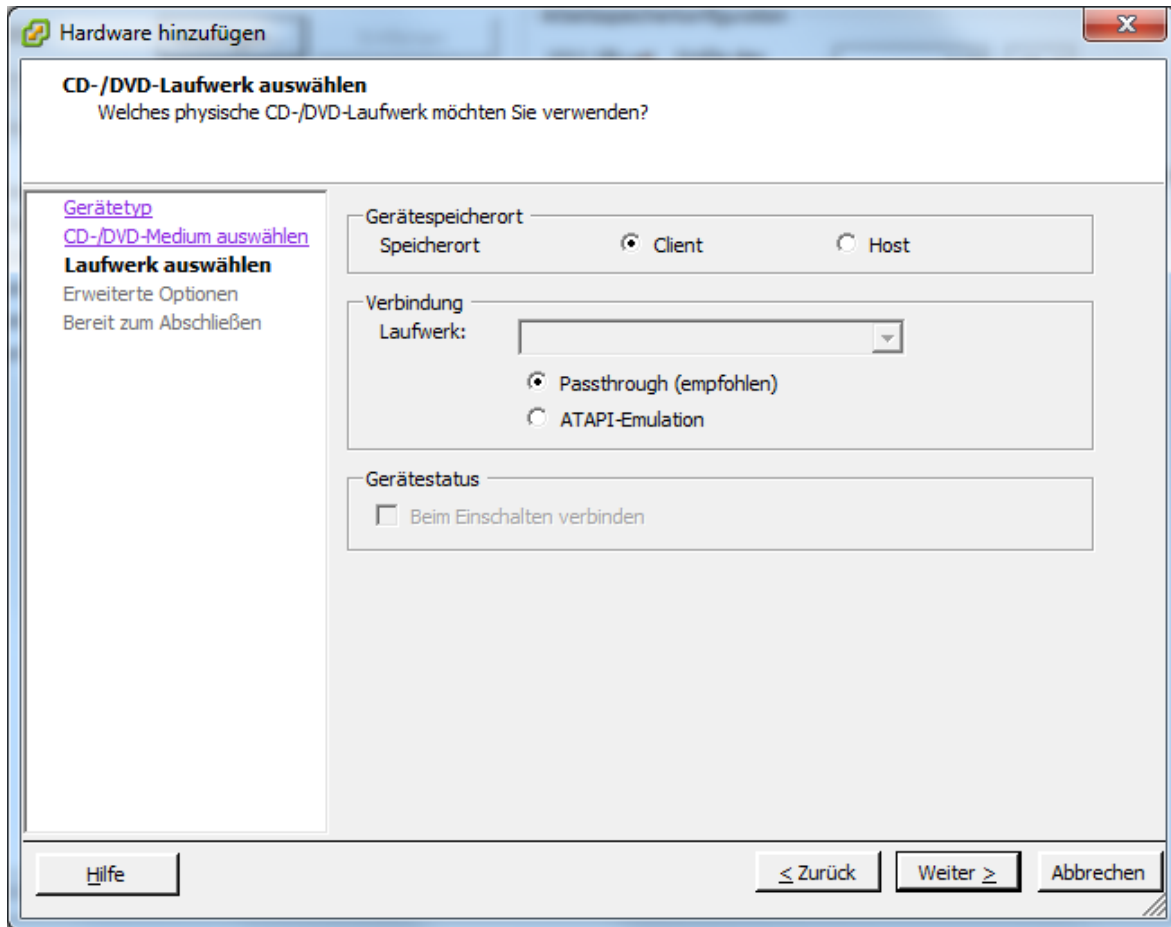 Hardware hinzufügen
CD-/DVD-Laufwerk auswählen
Welches physische CD-/DVD-Laufwerk möchten Sie verwenden?
Gerätetyp
CD-/DVD-Medium auswählen
Laufwerk auswählen
Erweiterte Optionen
Bereit zum Abschließen
Gerätespeicherort
Speicherort Client Host
Verbindung
Laufwerk:
Passthrough (empfohlen)
ATAPI-Emulation
Gerätestatus
Beim Einschalten verbinden
Hilfe < Zurück Weiter > Abbrechen